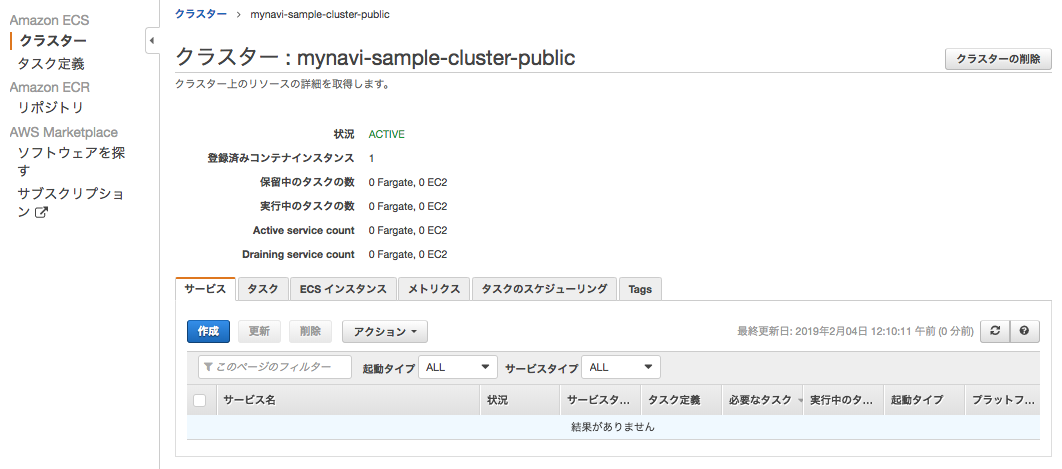 Amazon ECS
クラスター
タスク定義
Amazon ECR
リポジトリ
AWS Marketplace
ソフトウェアを探
す
サブスクリプショ
ン
クラスター > mynavi-sample-cluster-public
クラスター : mynavi-sample-cluster-public
クラスターの削除
クラスター上のリソースの詳細を取得します。
状況 ACTIVE
登録済みコンテナインスタンス 1
保留中のタスクの数 0 Fargate, 0 EC2
実行中のタスクの数 0 Fargate, 0 EC2
Active service count 0 Fargate, 0 EC2
Draining service count 0 Fargate, 0 EC2
サービス タスク ECS インスタンス メトリクス タスクのスケジューリング Tags
作成 更新 削除 アクション 最終更新日: 2019年2月04日 12:10:11 午前 (0 分前)
このページのフィルター 起動タイプ ALL サービスタイプ ALL
サービス名 状況 サービスタ... タスク定義 必要なタスク 実行中のタ... 起動タイプ プラットフ...
結果がありません